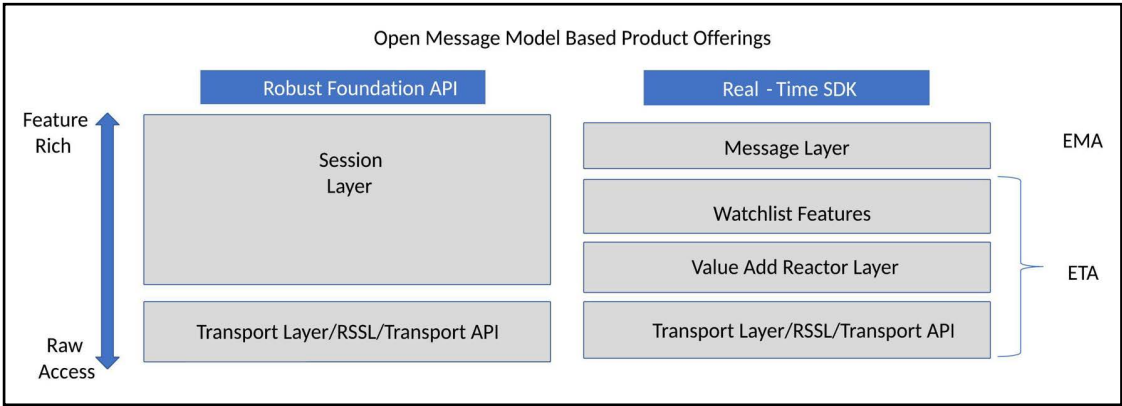 Open Message Model Based Product Offerings
Robust Foundation API
Real - Time SDK
Feature
Rich
Session
Layer
Message Layer
EMA
Watchlist Features
Value Add Reactor Layer
ETA
Transport Layer/RSSL/Transport API
Transport Layer/RSSL/Transport API
Raw
Access